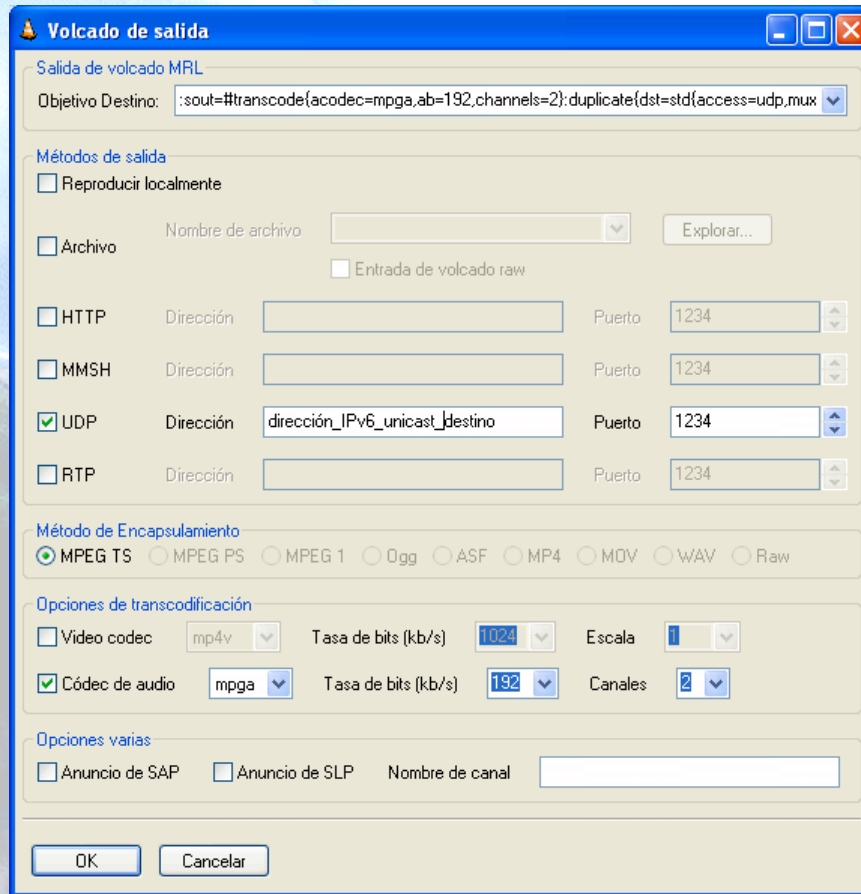 Volcado de salida
Salida de volcado MRL
Objetivo Destino: :sout=#transcode{acodec=mpga,ab=192,channels=2}:duplicate{dst=std{access=udp,mux
Métodos de salida
Reproducir localmente
Archivo Nombre de archivo Explorar...
Entrada de volcado raw
HTTP Dirección Puerto 1234
MMSH Dirección Puerto 1234
UDP Dirección dirección_IPv6_unicast_destino Puerto 1234
RTP Dirección Puerto 1234
Método de Encapsulamiento
MPEG TS MPEG PS MPEG 1 Ogg ASF MP4 MOV WAV Raw
Opciones de transcodificación
Video codec mp4v Tasa de bits (kb/s) 1024 Escala 1
Códec de audio mpga Tasa de bits (kb/s) 192 Canales 2
Opciones varias
Anuncio de SAP Anuncio de SLP Nombre de canal
OK Cancelar